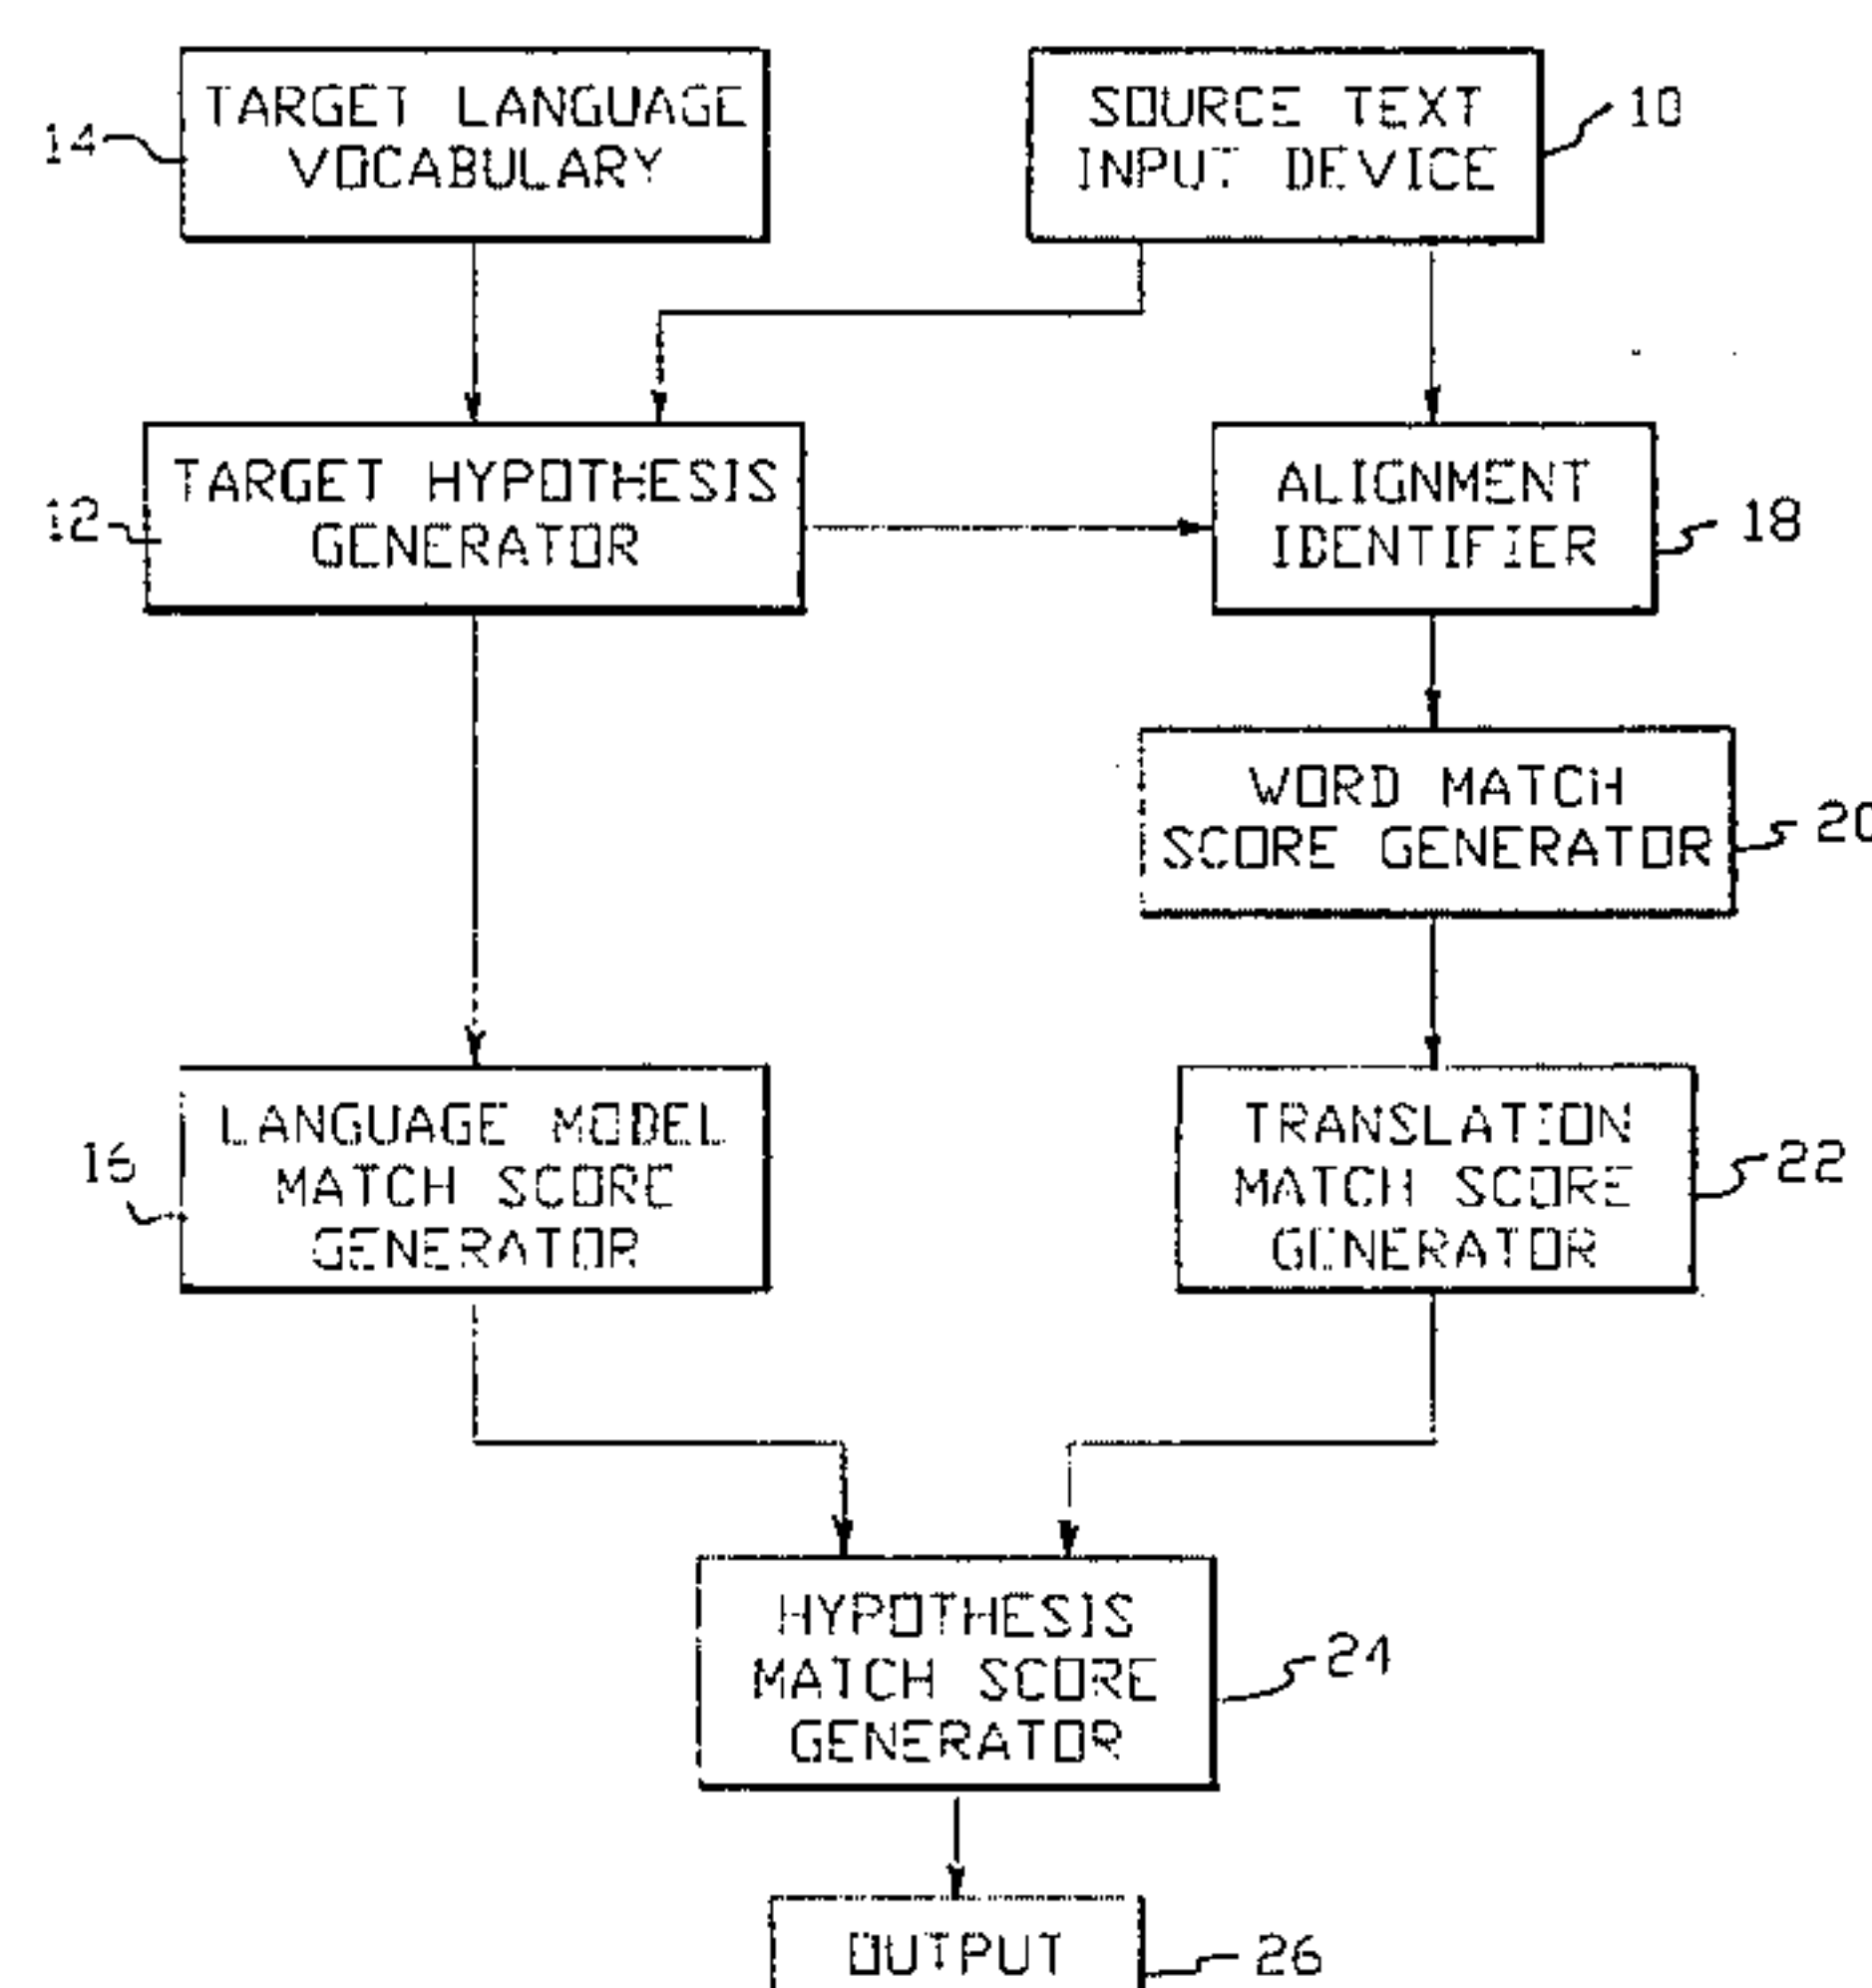 TARGET LANGUAGE
VOCABULARY
14
SOURCE TEXT
INPUT DEVICE
10
TARGET HYPOTHESIS
GENERATOR
12
ALIGNMENT
IDENTIFIER
18
WORD MATCH
SCORE GENERATOR
20
LANGUAGE MODEL
MATCH SCORE
GENERATOR
16
TRANSLATION
MATCH SCORE
GENERATOR
22
HYPOTHESIS
MATCH SCORE
GENERATOR
24
OUTPUT
26